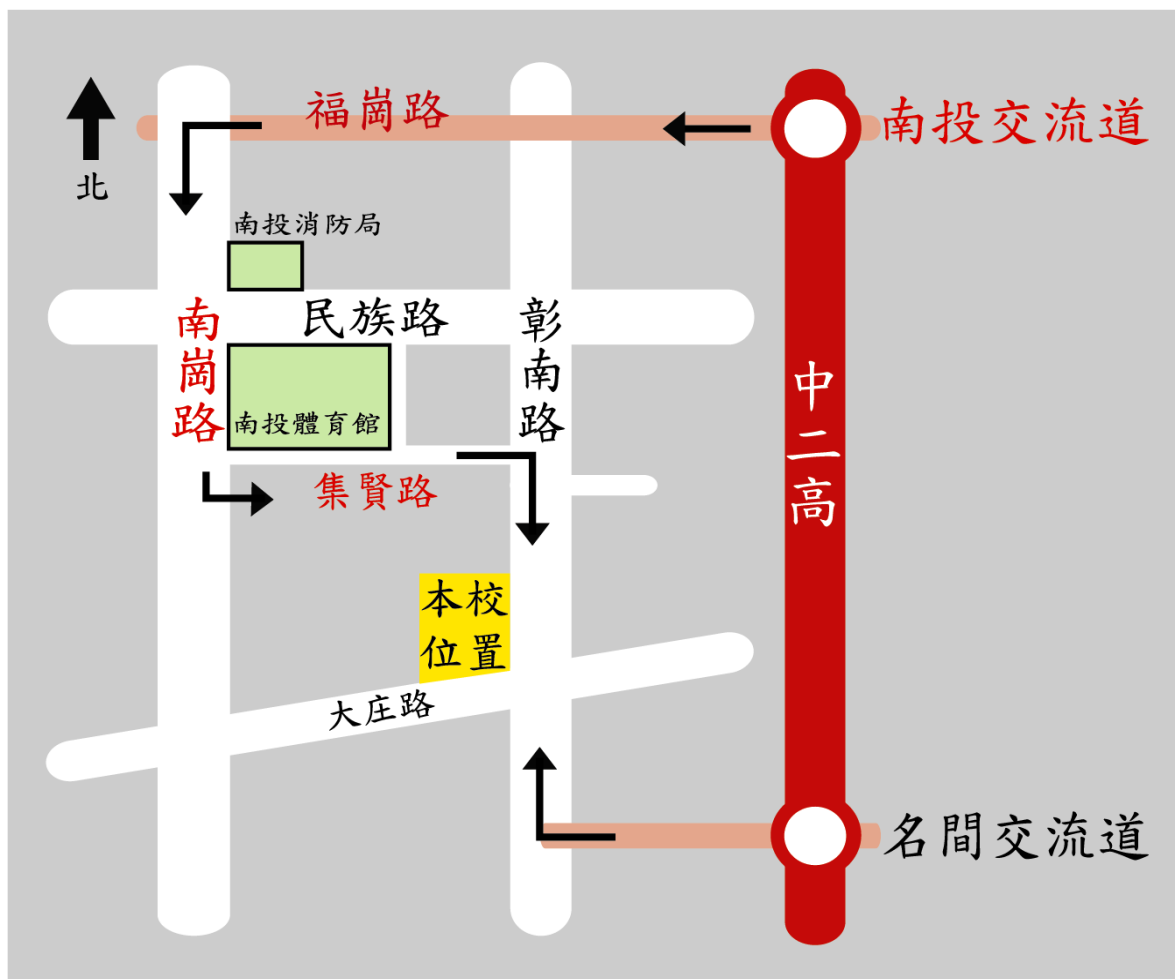 福崗路
南投交流道
北
南投消防局
民族路
南崗路
彰南路
南投體育館
中二高
集賢路
本校
位置
大庄路
名間交流道